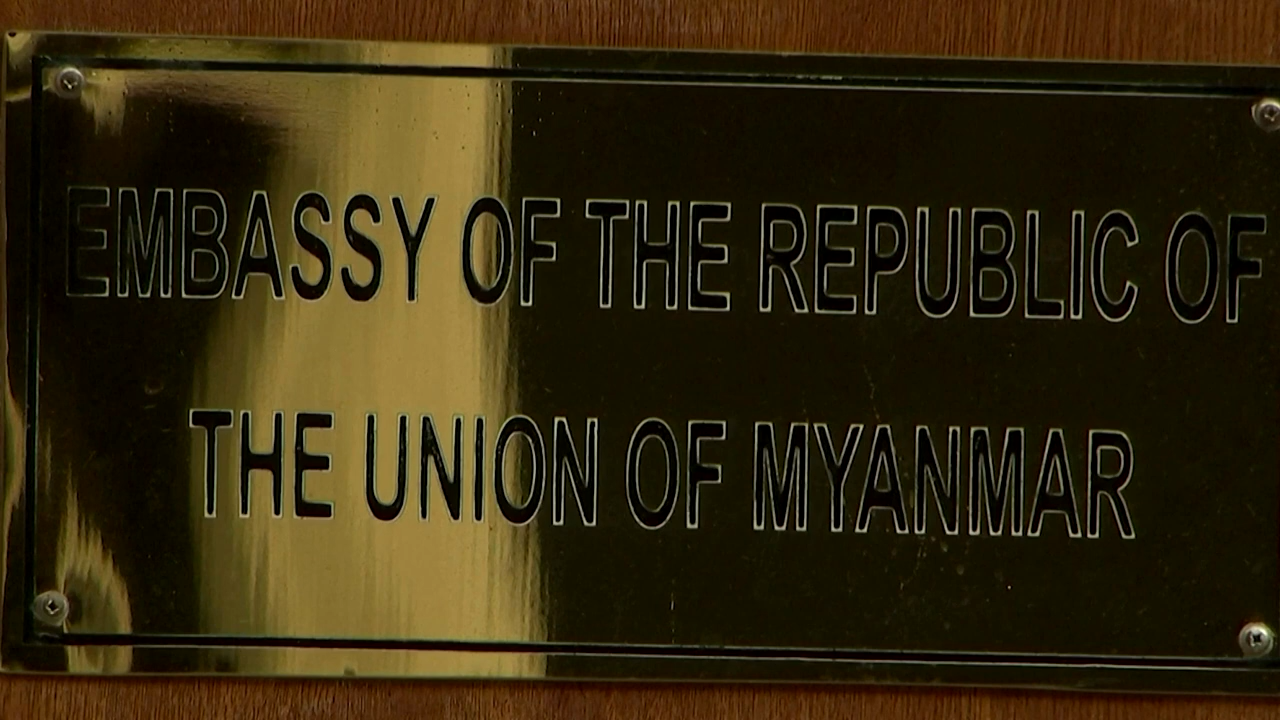 EMBASSY OF THE REPUBLIC OF
THE UNION OF MYANMAR